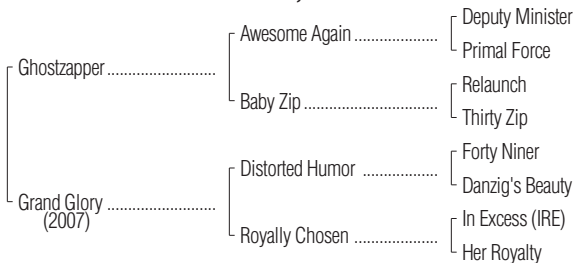 Deputy Minister
Awesome Again ....................
Primal Force
Ghostzapper ..........................
Relaunch
Baby Zip ................................
Thirty Zip
Forty Niner
Distorted Humor ..................
Danzig's Beauty
Grand Glory ..........................
(2007)
In Excess (IRE)
Royally Chosen ....................
Her Royalty